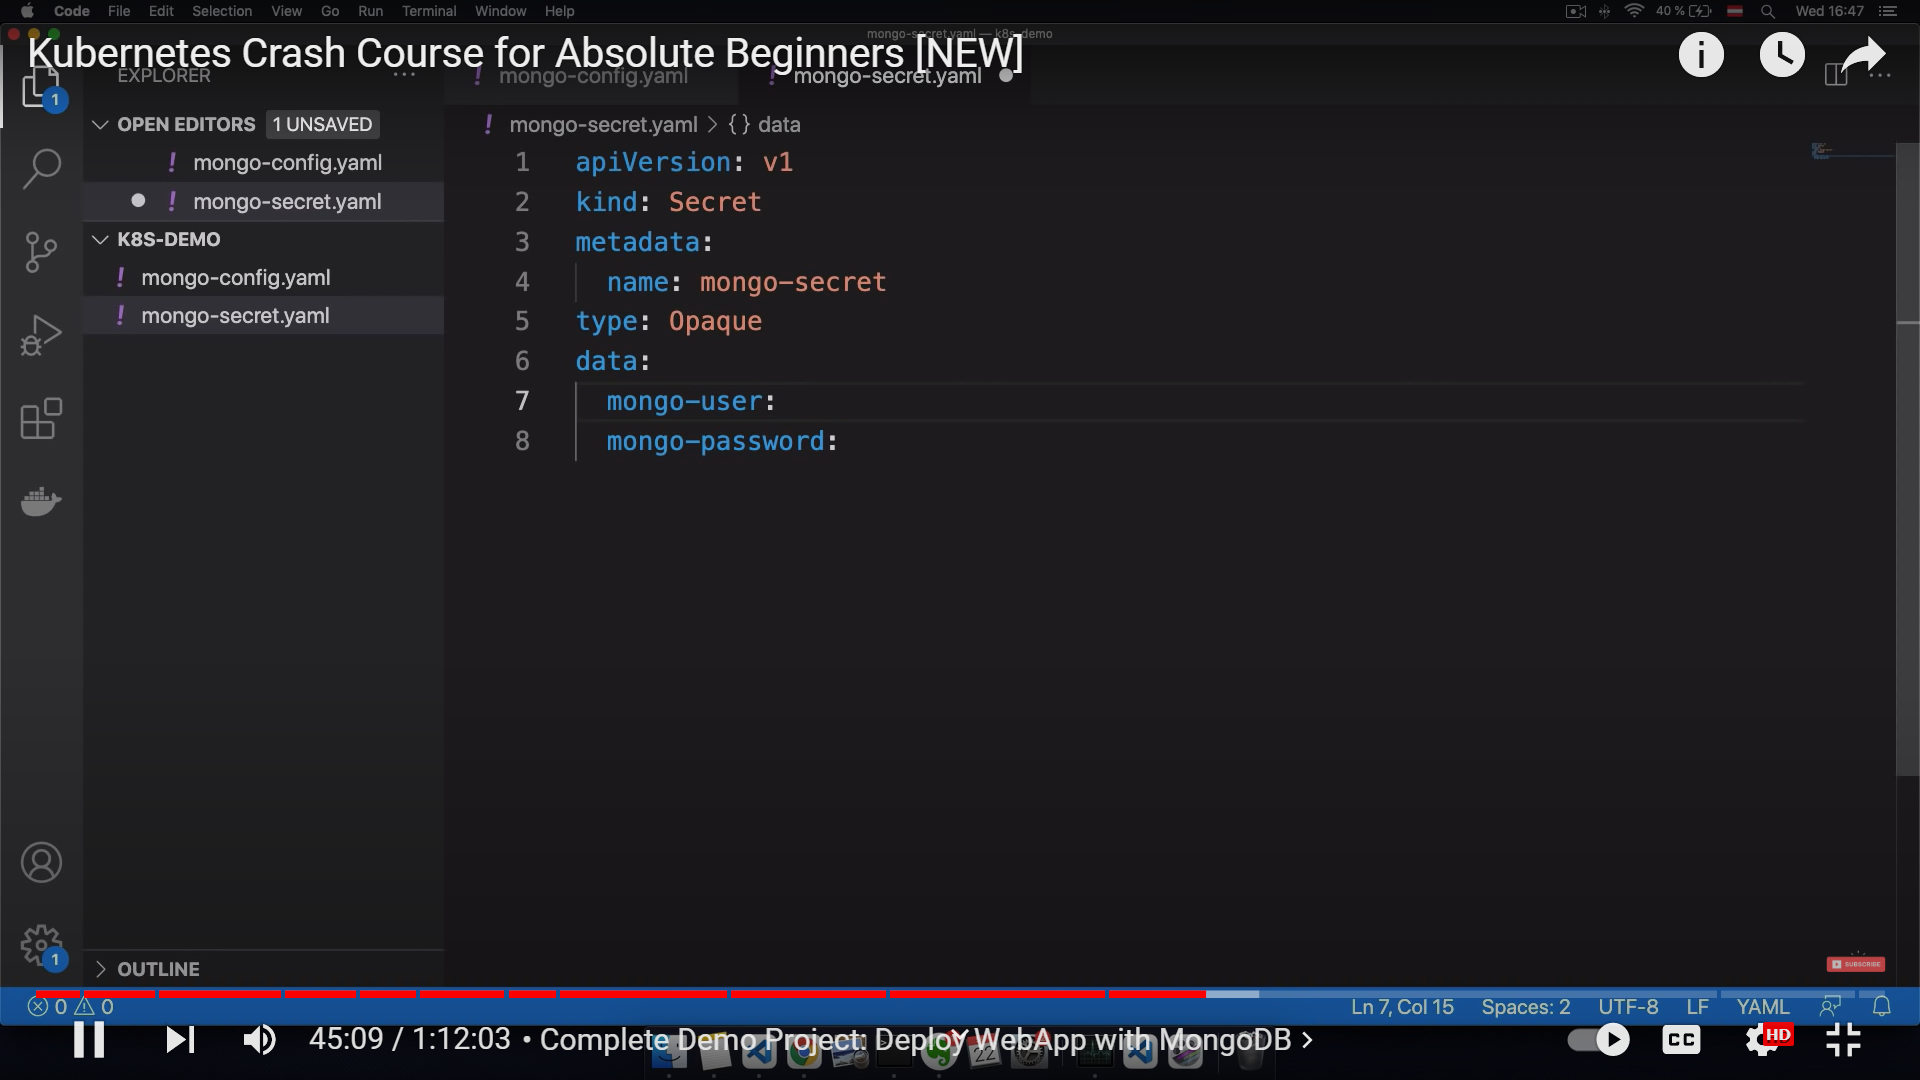 Code File Edit Selection View Go Run Terminal Window Help 40 % Wed 16:47
mongo-secret.yaml — k8s-demo
Kubernetes Crash Course for Absolute Beginners [NEW]
EXPLORER ··· ! mongo-config.yaml ! mongo-secret.yaml ···
1
OPEN EDITORS 1 UNSAVED
! mongo-config.yaml
! mongo-secret.yaml
K8S-DEMO
! mongo-config.yaml
! mongo-secret.yaml
! mongo-secret.yaml > {} data
1 apiVersion: v1
2 kind: Secret
3 metadata:
4 name: mongo-secret
5 type: Opaque
6 data:
7 mongo-user:
8 mongo-password:
SUBSCRIBE
1
OUTLINE
0 0 Ln 7, Col 15 Spaces: 2 UTF-8 LF YAML
45:09 / 1:12:03 • Complete Demo Project: Deploy WebApp with MongoDB >
CC HD
22